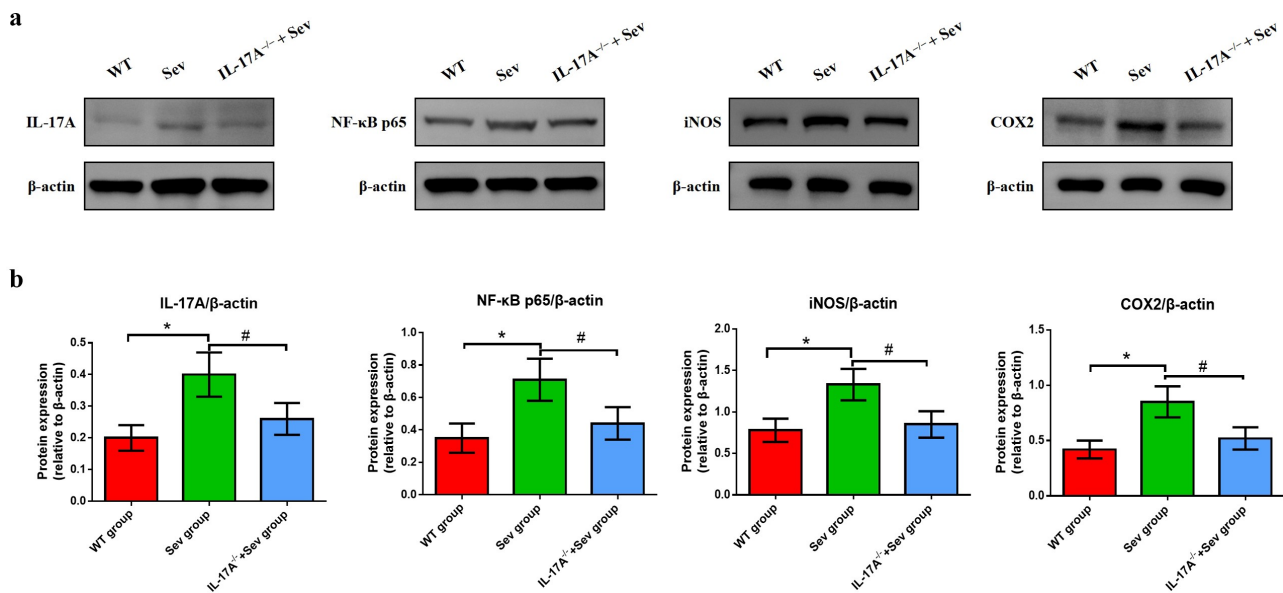 a
WT Sev IL-17A⁻/⁻+ Sev
IL-17A
β-actin
WT Sev IL-17A⁻/⁻+ Sev
NF-κB p65
β-actin
WT Sev IL-17A⁻/⁻+ Sev
iNOS
β-actin
WT Sev IL-17A⁻/⁻+ Sev
COX2
β-actin
b
IL-17A/β-actin
Protein expression
(relative to β-actin)
0.5
0.4
0.3
0.2
0.1
0.0
* #
WT group
Sev group
IL-17A⁻/⁻+Sev group
NF-κB p65/β-actin
Protein expression
(relative to β-actin)
1.0
0.8
0.6
0.4
0.2
0.0
* #
WT group
Sev group
IL-17A⁻/⁻+Sev group
iNOS/β-actin
Protein expression
(relative to β-actin)
2.0
1.5
1.0
0.5
0.0
* #
WT group
Sev group
IL-17A⁻/⁻+Sev group
COX2/β-actin
Protein expression
(relative to β-actin)
1.5
1.0
0.5
0.0
* #
WT group
Sev group
IL-17A⁻/⁻+Sev group